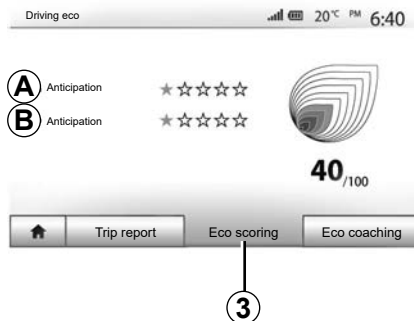 Driving eco 20°C PM 6:40
A Anticipation
B Anticipation
40/100
Trip report Eco scoring Eco coaching
3